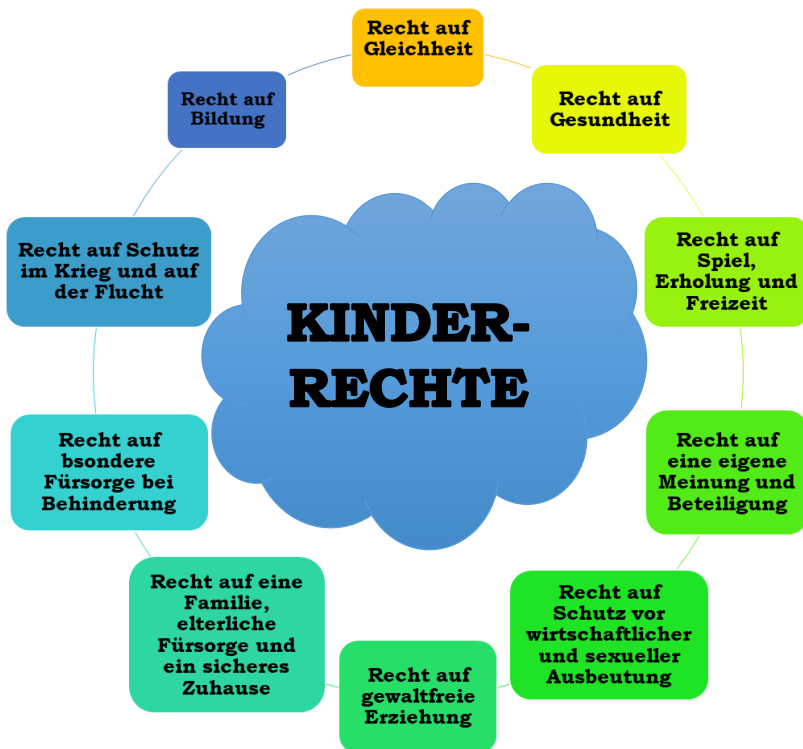 Recht auf
Gleichheit
Recht auf
Gesundheit
Recht auf
Spiel,
Erholung und
Freizeit
Recht auf
eine eigene
Meinung und
Beteiligung
Recht auf
Schutz vor
wirtschaftlicher
und sexueller
Ausbeutung
Recht auf
gewaltfreie
Erziehung
Recht auf eine
Familie,
elterliche
Fürsorge und
ein sicheres
Zuhause
Recht auf
bsondere
Fürsorge bei
Behinderung
Recht auf Schutz
im Krieg und auf
der Flucht
Recht auf
Bildung
KINDER-
RECHTE